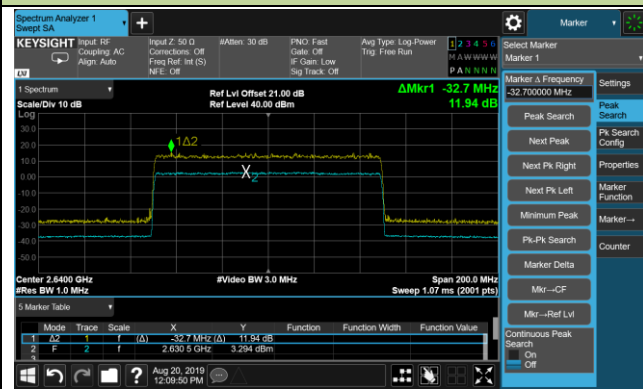 Spectrum Analyzer 1
Swept SA
+
Marker
KEYSIGHT Input: RF Input Z: 50 Ω #Atten: 30 dB PNO: Fast Avg Type: Log-Power 1 2 3 4 5 6
Coupling: AC Corrections: Off Gate: Off Trig: Free Run M A W W W W
Align: Auto Freq Ref: Int (S) IF Gain: Low
NFE: Off Sig Track: Off P A N N N N
LXI
Select Marker
Marker 1
Marker Δ Frequency
-32.700000 MHz
Settings
Peak Search
Peak
Search
Next Peak
Pk Search
Config
Next Pk Right
Properties
Next Pk Left
Marker
Function
Minimum Peak
Marker→
Pk-Pk Search
Counter
Marker Delta
Mkr→CF
Mkr→Ref Lvl
Continuous Peak
Search
On
Off
1 Spectrum
Scale/Div 10 dB
Ref Lvl Offset 21.00 dB
Ref Level 40.00 dBm
ΔMkr1 -32.7 MHz
11.94 dB
Log
30.0
20.0
10.0
0.00
-10.0
-20.0
-30.0
-40.0
-50.0
1Δ2
X2
Center 2.6400 GHz #Video BW 3.0 MHz Span 200.0 MHz
#Res BW 1.0 MHz Sweep 1.07 ms (2001 pts)
5 Marker Table
Mode Trace Scale X Y Function Function Width Function Value
1 Δ2 1 f (Δ) -32.7 MHz (Δ) 11.94 dB
2 F 2 f 2.630 5 GHz 3.294 dBm
3
? Aug 20, 2019
12:09:50 PM